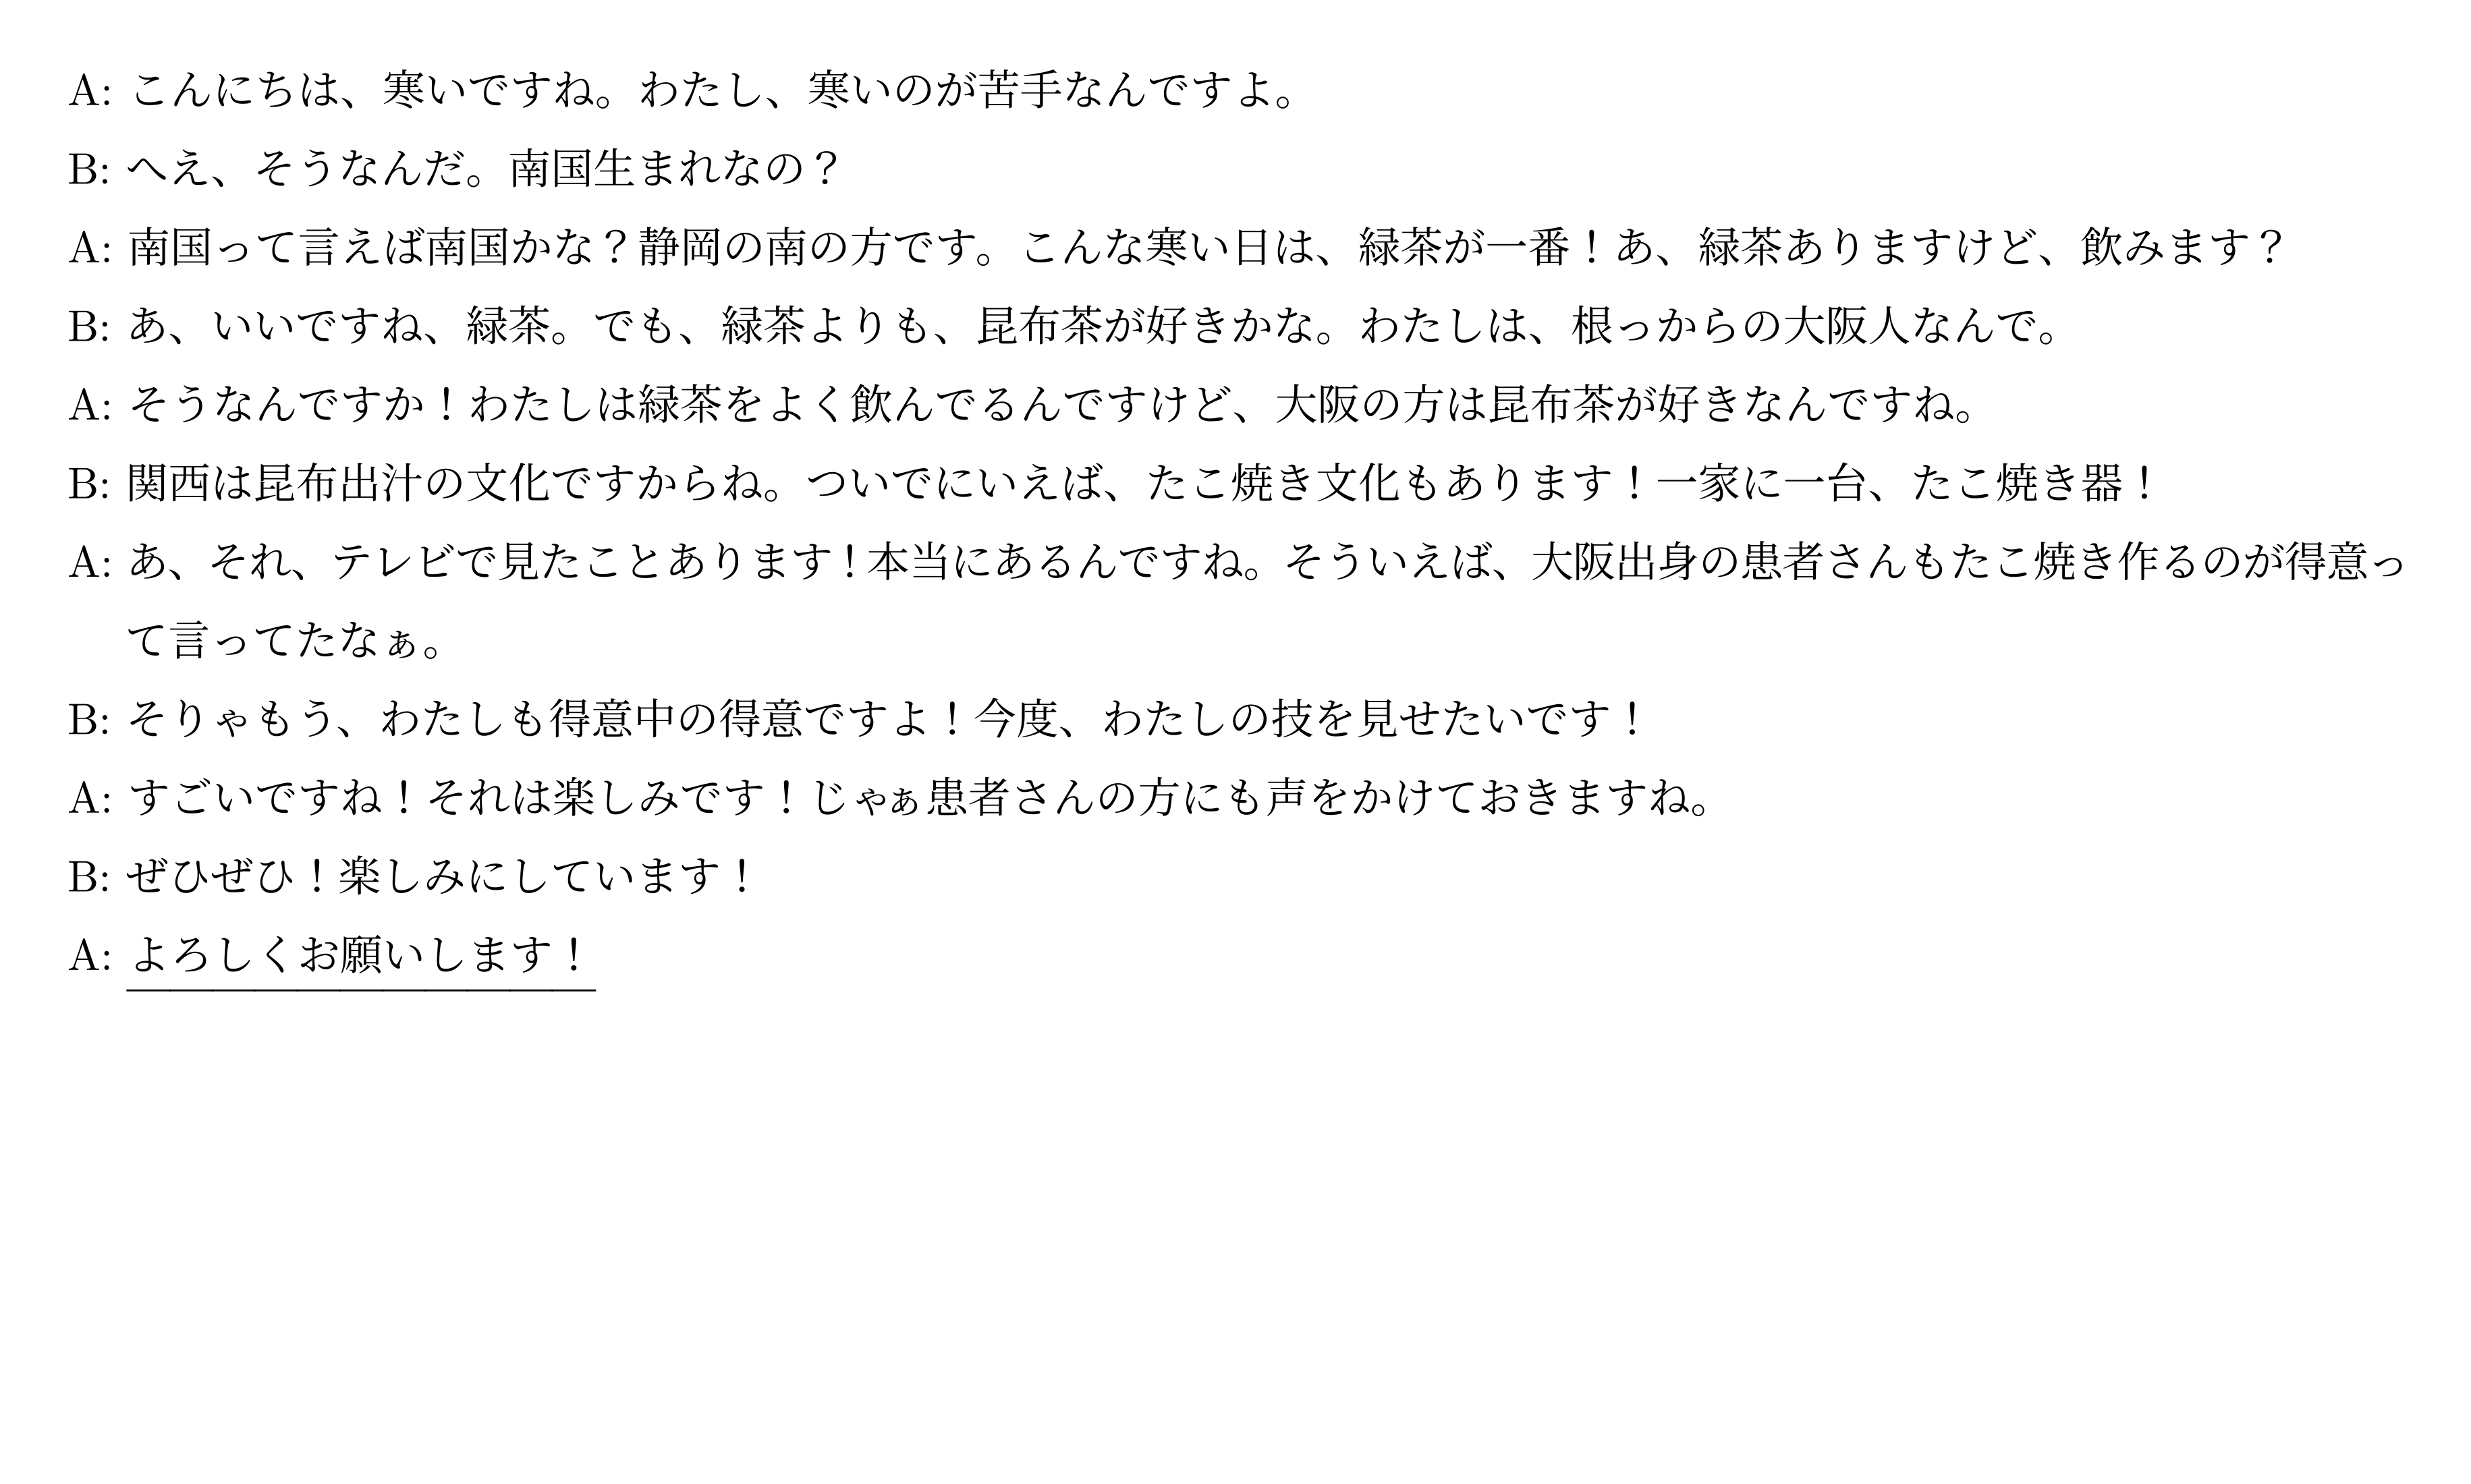 A: こんにちは、寒いですね。わたし、寒いのが苦手なんですよ。
B: へえ、そうなんだ。南国生まれなの？
A: 南国って言えば南国かな？静岡の南の方です。こんな寒い日は、緑茶が一番！あ、緑茶ありますけど、飲みます？
B: あ、いいですね、緑茶。でも、緑茶よりも、昆布茶が好きかな。わたしは、根っからの大阪人なんで。
A: そうなんですか！わたしは緑茶をよく飲んでるんですけど、大阪の方は昆布茶が好きなんですね。
B: 関西は昆布出汁の文化ですからね。ついでにいえば、たこ焼き文化もあります！一家に一台、たこ焼き器！
A: あ、それ、テレビで見たことあります！本当にあるんですね。そういえば、大阪出身の患者さんもたこ焼き作るのが得意っ
て言ってたなぁ。
B: そりゃもう、わたしも得意中の得意ですよ！今度、わたしの技を見せたいです！
A: すごいですね！それは楽しみです！じゃぁ患者さんの方にも声をかけておきますね。
B: ぜひぜひ！楽しみにしています！
A: よろしくお願いします！